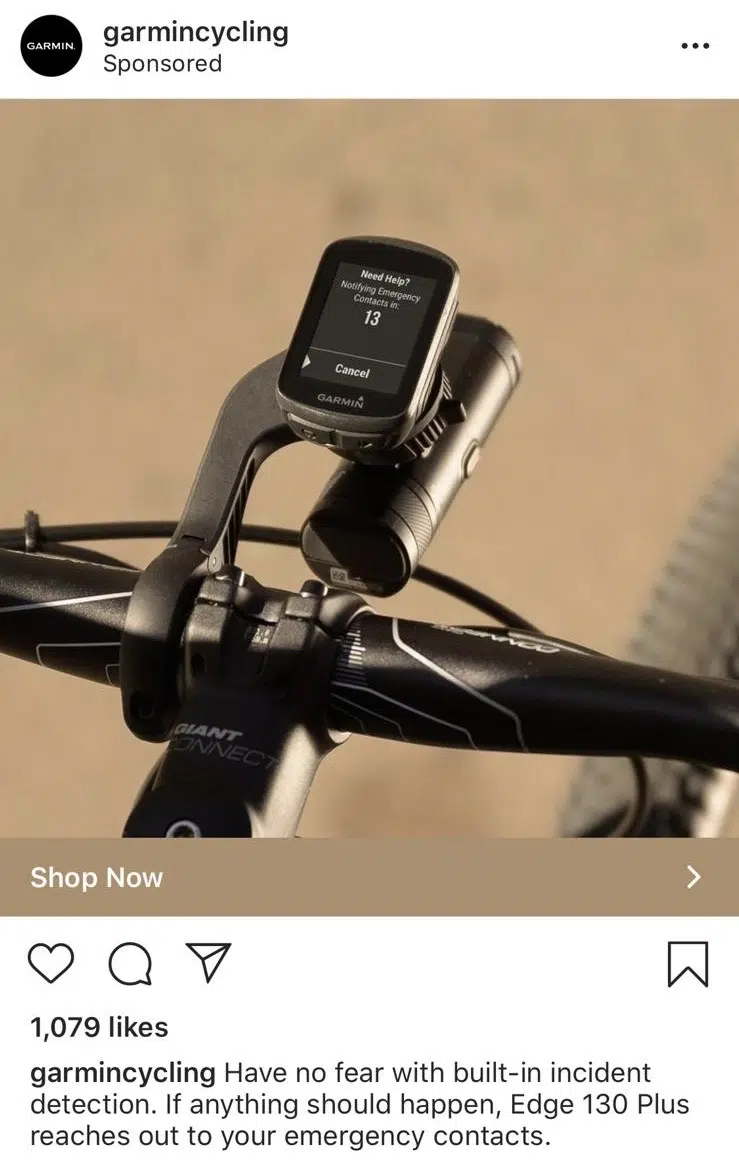 GARMIN.
garmincycling
Sponsored
Need Help?
Notifying Emergency
Contacts in:
13
Cancel
GARMIN
GIANT
CONNECT
Shop Now
1,079 likes
garmincycling Have no fear with built-in incident
detection. If anything should happen, Edge 130 Plus
reaches out to your emergency contacts.